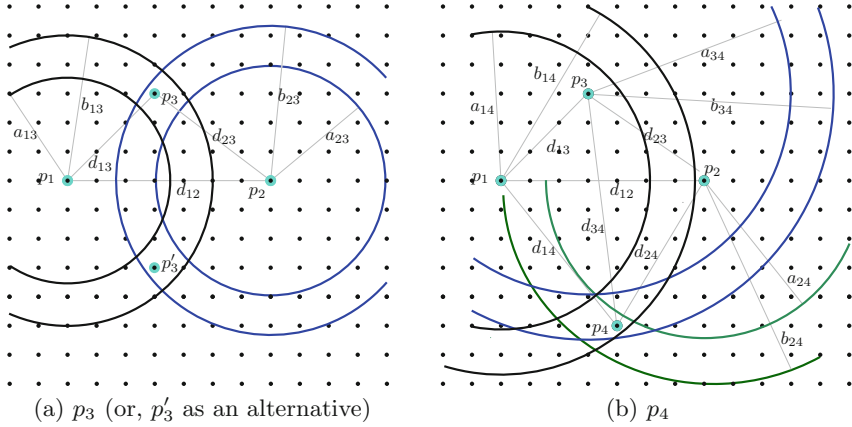 p3
a13
b13
b23
a23
d23
d13
p1
d12
p2
p′3
(a) p3 (or, p′3 as an alternative)
a34
b14
p3
a14
b34
d23
d13
p2
p1
d12
d34
d14
d24
a24
p4
b24
(b) p4